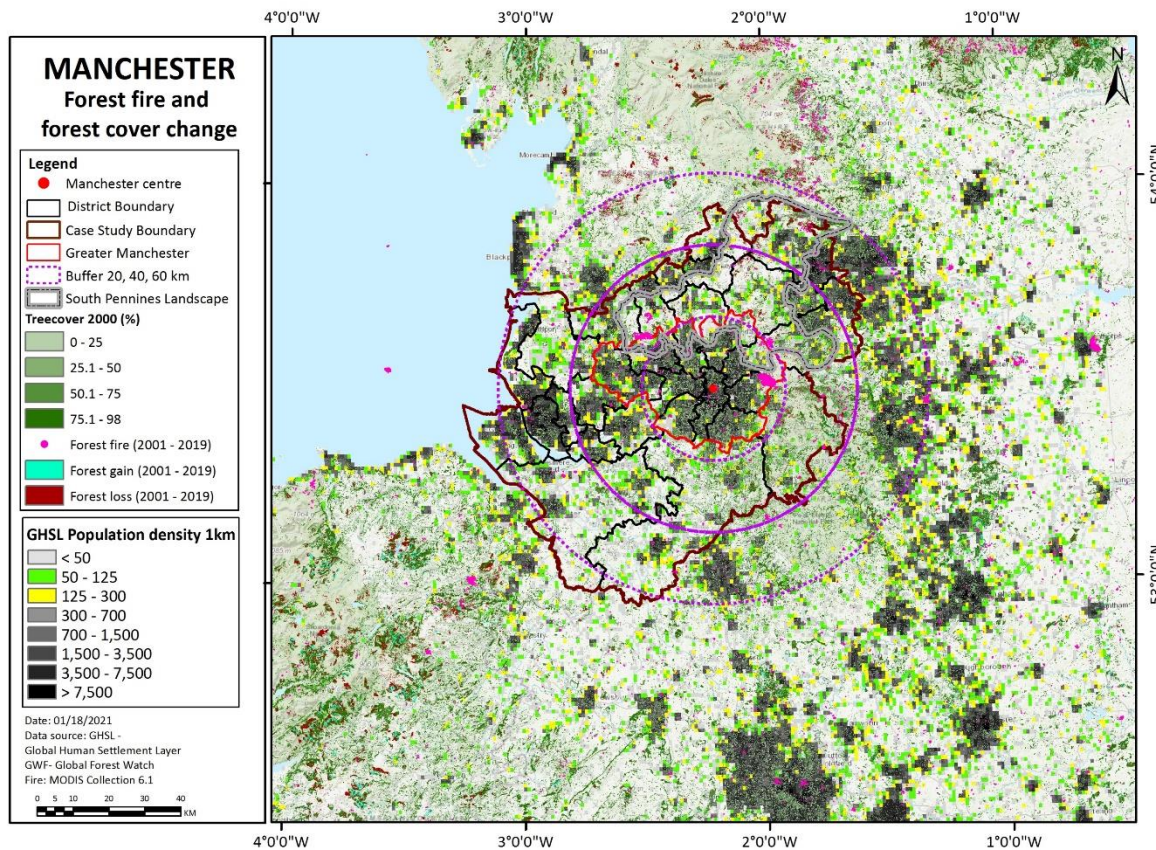 4°0'0"W
3°0'0"W
2°0'0"W
1°0'0"W
MANCHESTER
Forest fire and
forest cover change
Legend
Manchester centre
District Boundary
Case Study Boundary
Greater Manchester
Buffer 20, 40, 60 km
South Pennines Landscape
Treecover 2000 (%)
0 - 25
25.1 - 50
50.1 - 75
75.1 - 98
Forest fire (2001 - 2019)
Forest gain (2001 - 2019)
Forest loss (2001 - 2019)
GHSL Population density 1km
< 50
50 - 125
125 - 300
300 - 700
700 - 1,500
1,500 - 3,500
3,500 - 7,500
> 7,500
Date: 01/18/2021
Data source: GHSL -
Global Human Settlement Layer
GWF- Global Forest Watch
Fire: MODIS Collection 6.1
0 5 10 20 30 40
KM
N
54°0'0"N
53°0'0"N
4°0'0"W
3°0'0"W
2°0'0"W
1°0'0"W